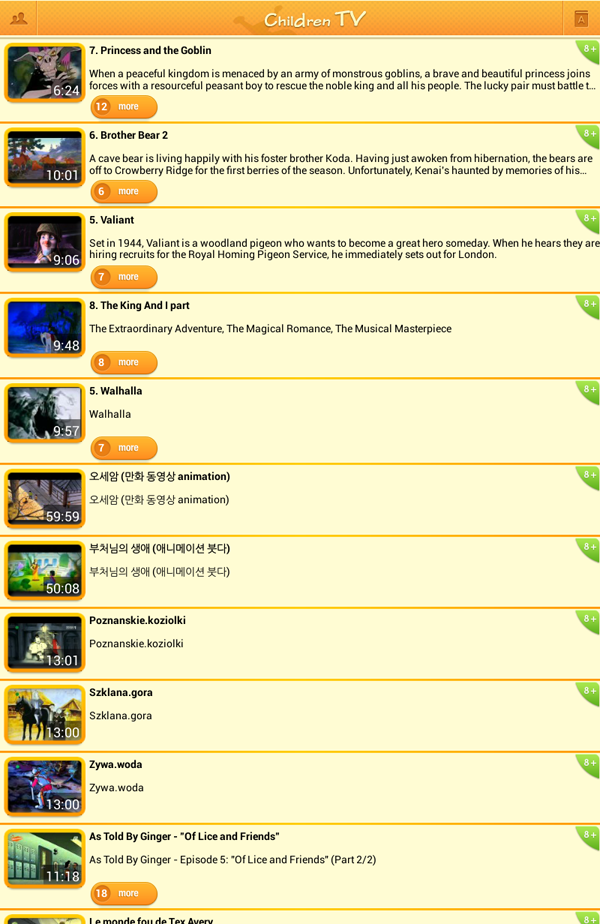 Children TV
A
7. Princess and the Goblin
8+
When a peaceful kingdom is menaced by an army of monstrous goblins, a brave and beautiful princess joins
forces with a resourceful peasant boy to rescue the noble king and all his people. The lucky pair must battle t...
6:24
12 more
6. Brother Bear 2
8+
A cave bear is living happily with his foster brother Koda. Having just awoken from hibernation, the bears are
off to Crowberry Ridge for the first berries of the season. Unfortunately, Kenai's haunted by memories of his...
10:01
6 more
5. Valiant
8+
Set in 1944, Valiant is a woodland pigeon who wants to become a great hero someday. When he hears they are
hiring recruits for the Royal Homing Pigeon Service, he immediately sets out for London.
9:06
7 more
8. The King And I part
8+
The Extraordinary Adventure, The Magical Romance, The Musical Masterpiece
9:48
8 more
5. Walhalla
8+
Walhalla
9:57
7 more
오세암 (만화 동영상 animation)
8+
오세암 (만화 동영상 animation)
59:59
부처님의 생애 (애니메이션 붓다)
8+
부처님의 생애 (애니메이션 붓다)
50:08
Poznanskie.koziolki
8+
Poznanskie.koziolki
13:01
Szklana.gora
8+
Szklana.gora
13:00
Zywa.woda
8+
Zywa.woda
13:00
As Told By Ginger - "Of Lice and Friends"
8+
As Told By Ginger - Episode 5: "Of Lice and Friends" (Part 2/2)
11:18
18 more
Le monde fou de Tex Avery
8+